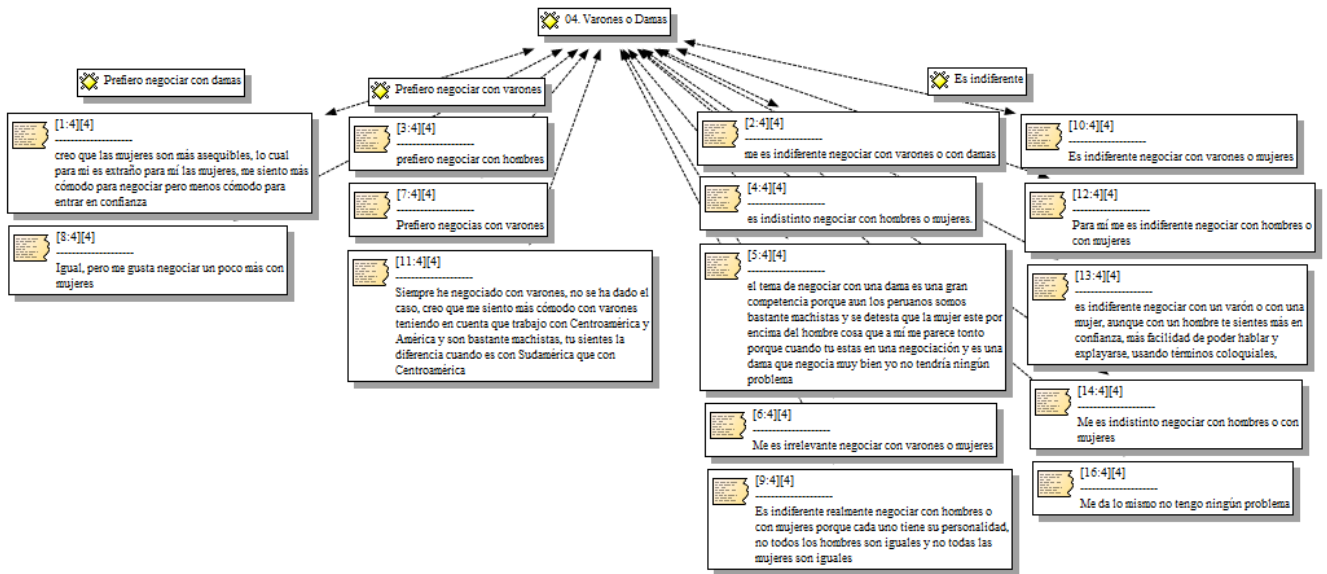 04. Varones o Damas
Prefiero negociar con damas
[1:4][4]
--------------------
creo que las mujeres son más asequibles, lo cual
para mi es extraño para mí las mujeres, me siento más
cómodo para negociar pero menos cómodo para
entrar en confianza
[8:4][4]
--------------------
Igual, pero me gusta negociar un poco más con
mujeres
Prefiero negociar con varones
[3:4][4]
--------------------
prefiero negociar con hombres
[7:4][4]
--------------------
Prefiero negocias con varones
[11:4][4]
--------------------
Siempre he negociado con varones, no se ha dado el
caso, creo que me siento más cómodo con varones
teniendo en cuenta que trabajo con Centroamérica y
América y son bastante machistas, tu sientes la
diferencia cuando es con Sudamérica que con
Centroamérica
Es indiferente
[2:4][4]
--------------------
me es indiferente negociar con varones o con damas
[4:4][4]
--------------------
es indistinto negociar con hombres o mujeres.
[5:4][4]
--------------------
el tema de negociar con una dama es una gran
competencia porque aun los peruanos somos
bastante machistas y se detesta que la mujer este por
encima del hombre cosa que a mí me parece tonto
porque cuando tu estas en una negociación y es una
dama que negocia muy bien yo no tendría ningún
problema
[6:4][4]
--------------------
Me es irrelevante negociar con varones o mujeres
[9:4][4]
--------------------
Es indiferente realmente negociar con hombres o
con mujeres porque cada uno tiene su personalidad,
no todos los hombres son iguales y no todas las
mujeres son iguales
[10:4][4]
--------------------
Es indiferente negociar con varones o mujeres
[12:4][4]
--------------------
Para mí me es indiferente negociar con hombres o
con mujeres
[13:4][4]
--------------------
es indiferente negociar con un varón o con una
mujer, aunque con un hombre te sientes más en
confianza, más facilidad de poder hablar y
explayarse, usando términos coloquiales,
[14:4][4]
--------------------
Me es indistinto negociar con hombres o con
mujeres
[16:4][4]
--------------------
Me da lo mismo no tengo ningún problema